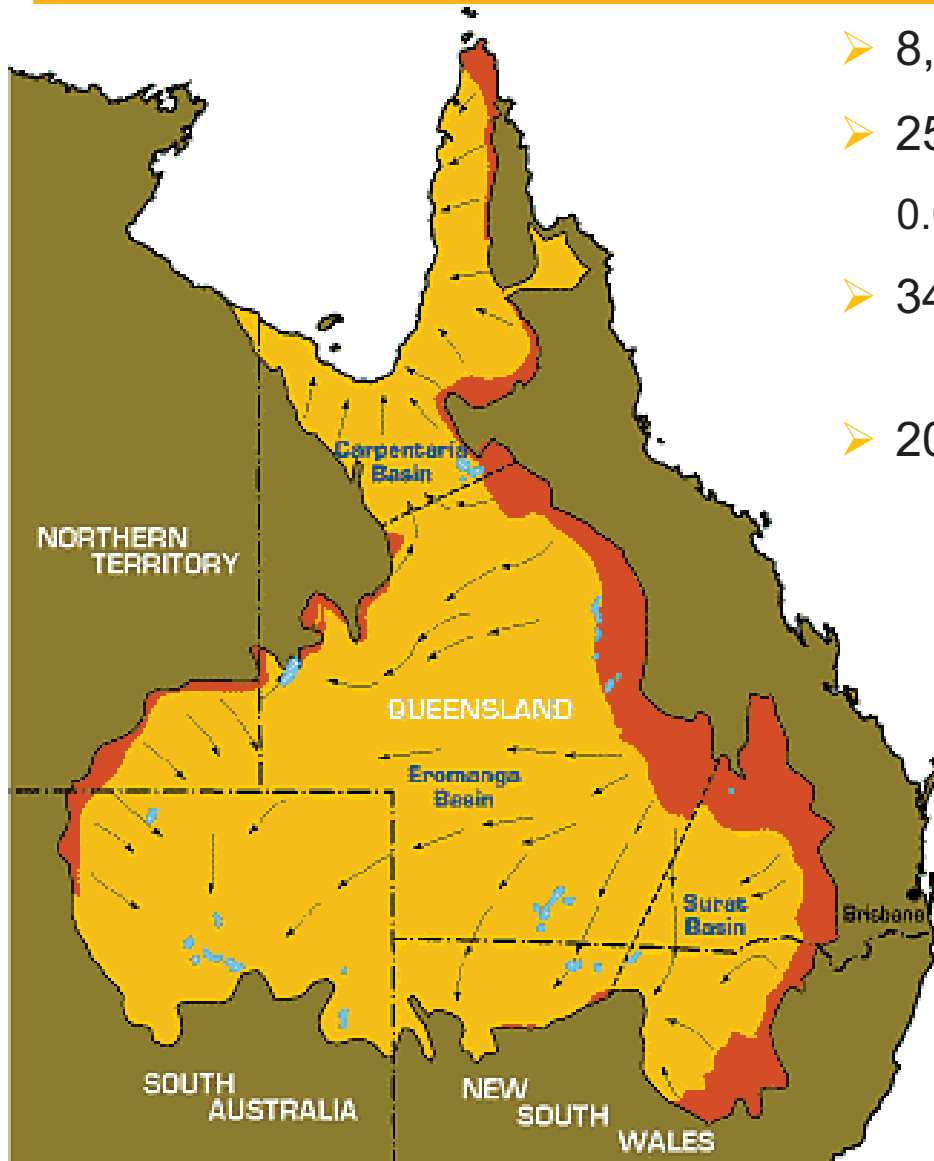 ➢ 8,
➢ 25
0.
➢ 34
➢ 20
Carpentaria
Basin
NORTHERN
TERRITORY
QUEENSLAND
Eromanga
Basin
Surat
Basin
Brisbane
SOUTH
AUSTRALIA
NEW
SOUTH
WALES